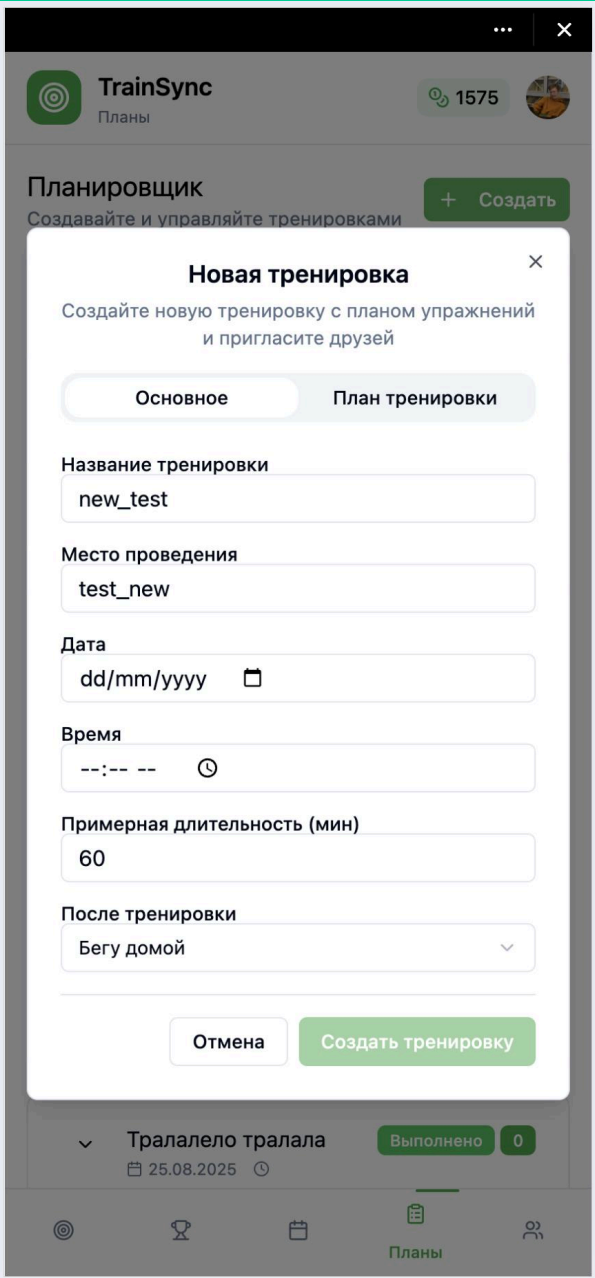 TrainSync
Планы
1575
Планировщик
+ Создать
Создавайте и управляйте тренировками
Новая тренировка
Создайте новую тренировку с планом упражнений
и пригласите друзей
Основное
План тренировки
Название тренировки
new_test
Место проведения
test_new
Дата
dd/mm/yyyy
Время
--:-- --
Примерная длительность (мин)
60
После тренировки
Бегу домой
Отмена
Создать тренировку
Тралалело тралала
Выполнено
0
25.08.2025
Планы